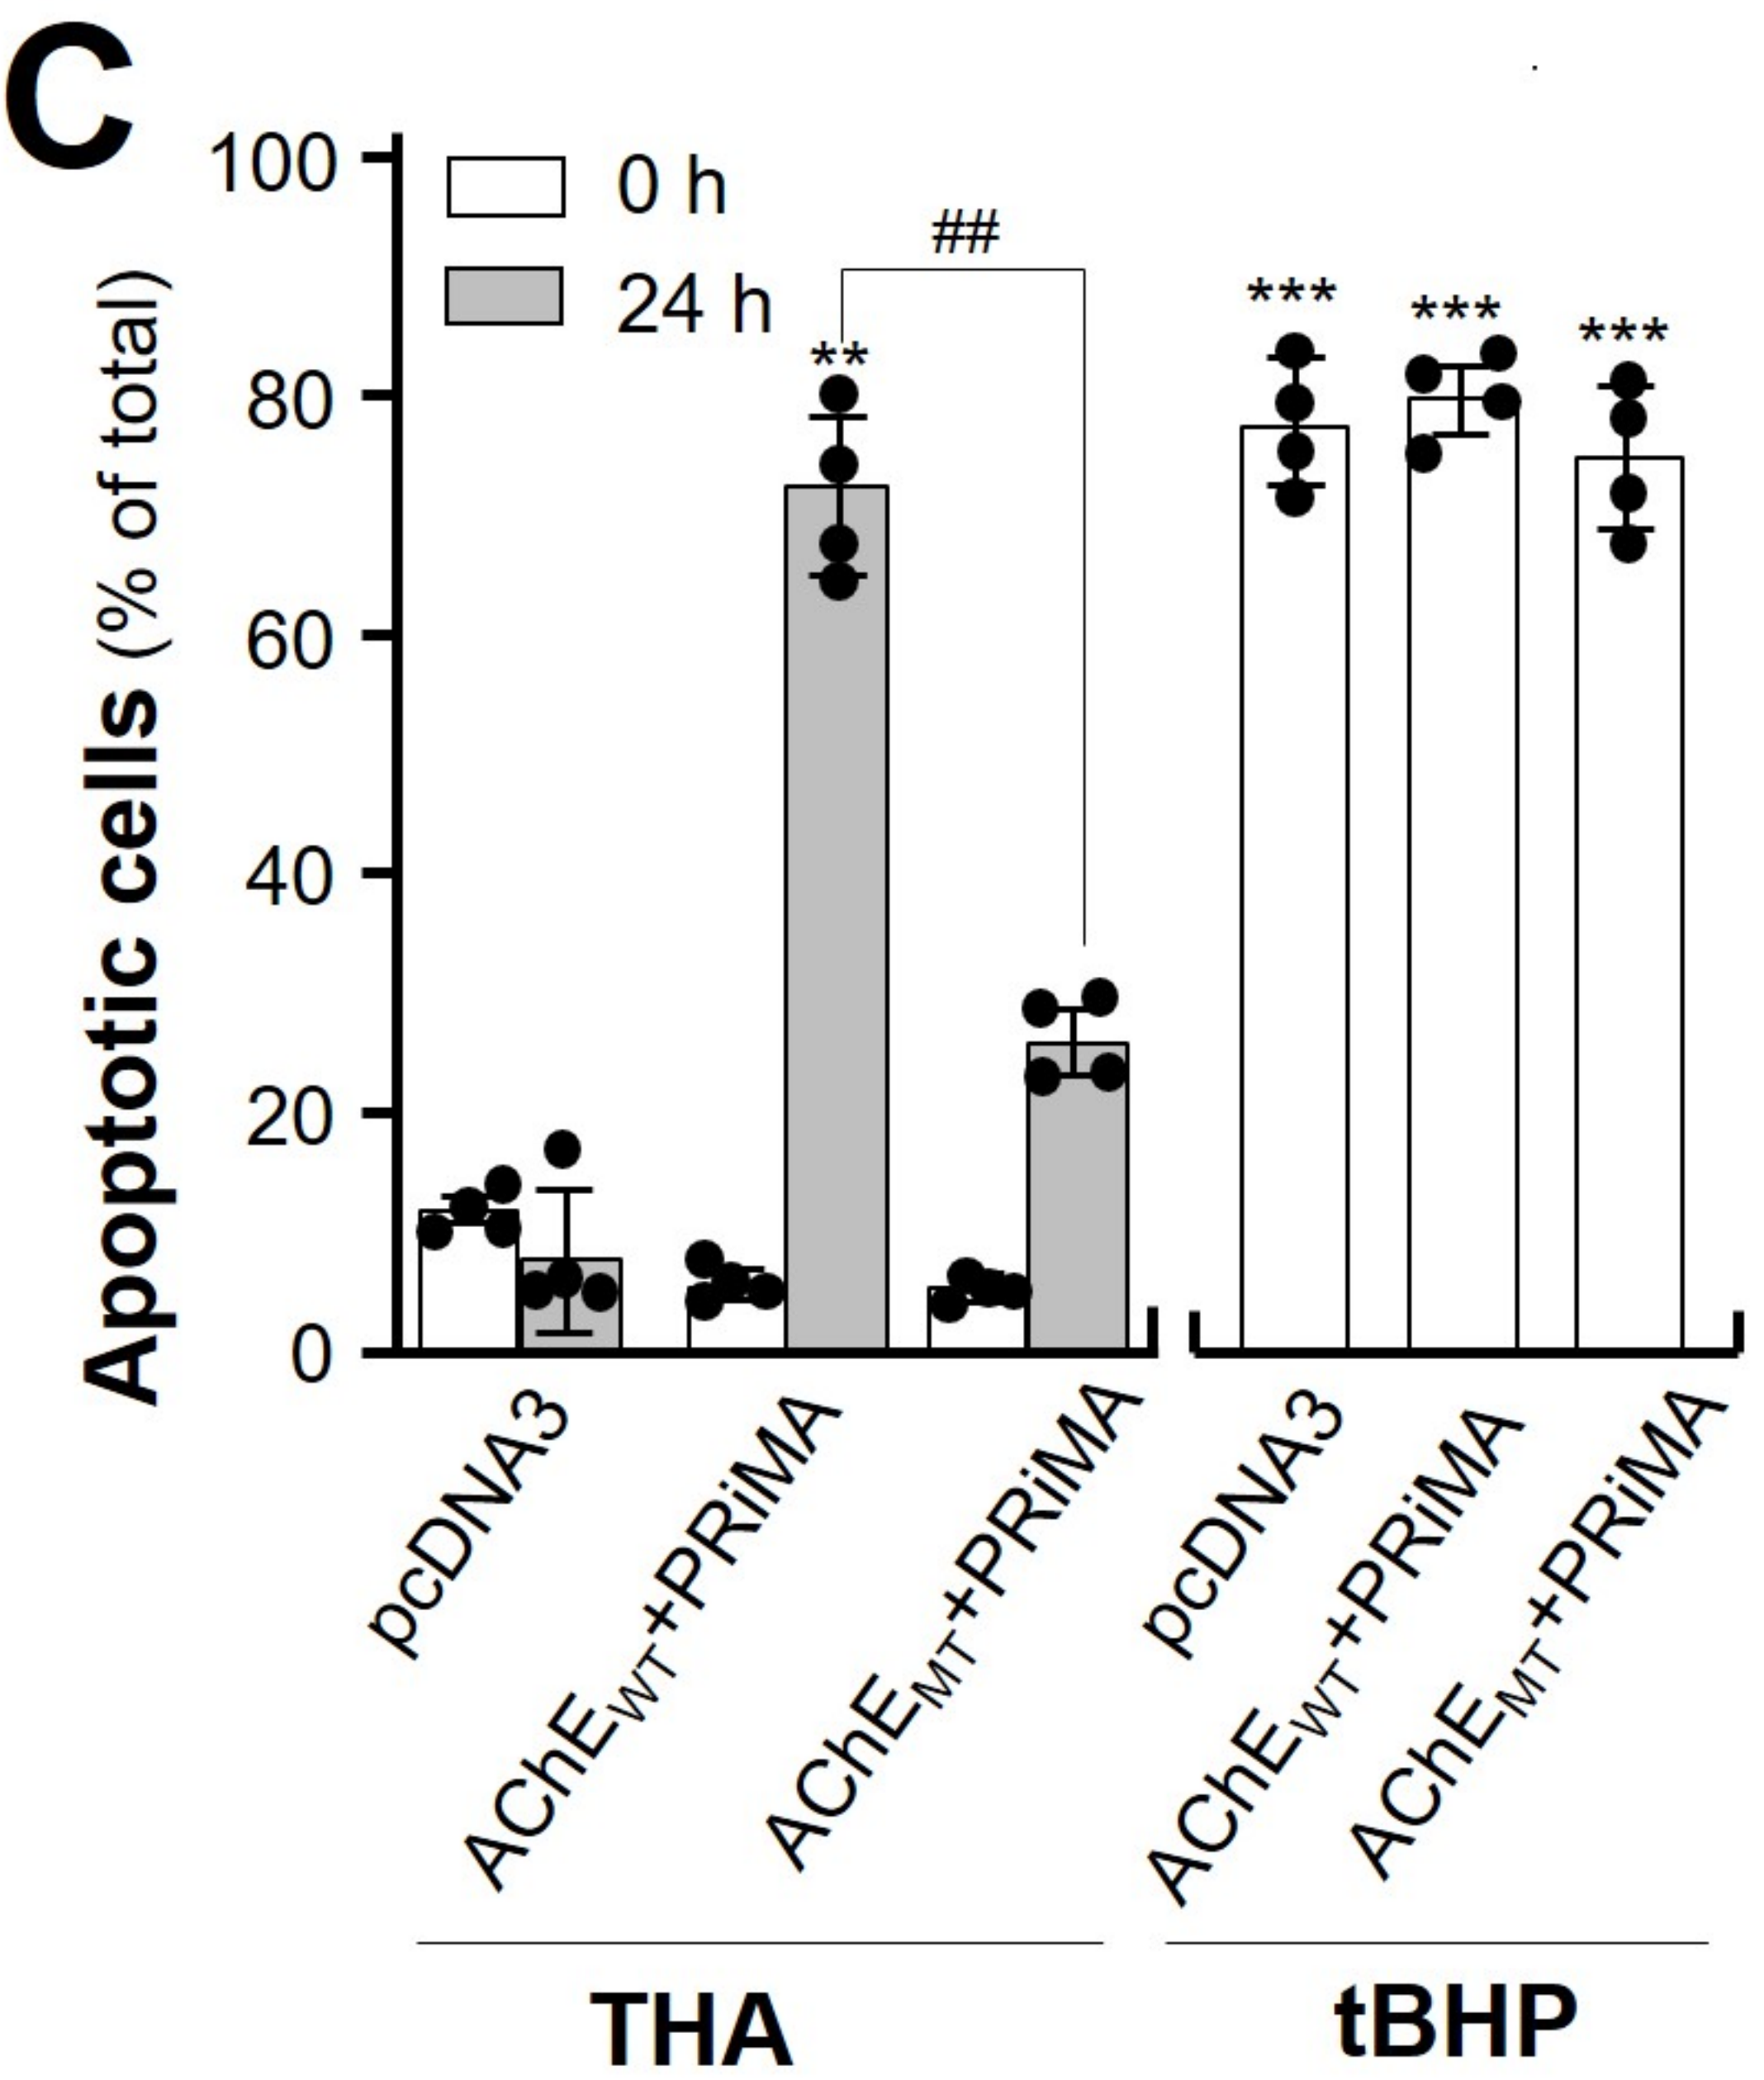 C
100
80
60
40
20
0
Apoptotic cells (% of total)
0 h
24 h
##
**
***
***
***
pcDNA3
AChEWT+PRiMA
AChEMT+PRiMA
pcDNA3
AChEWT+PRiMA
AChEMT+PRiMA
THA
tBHP